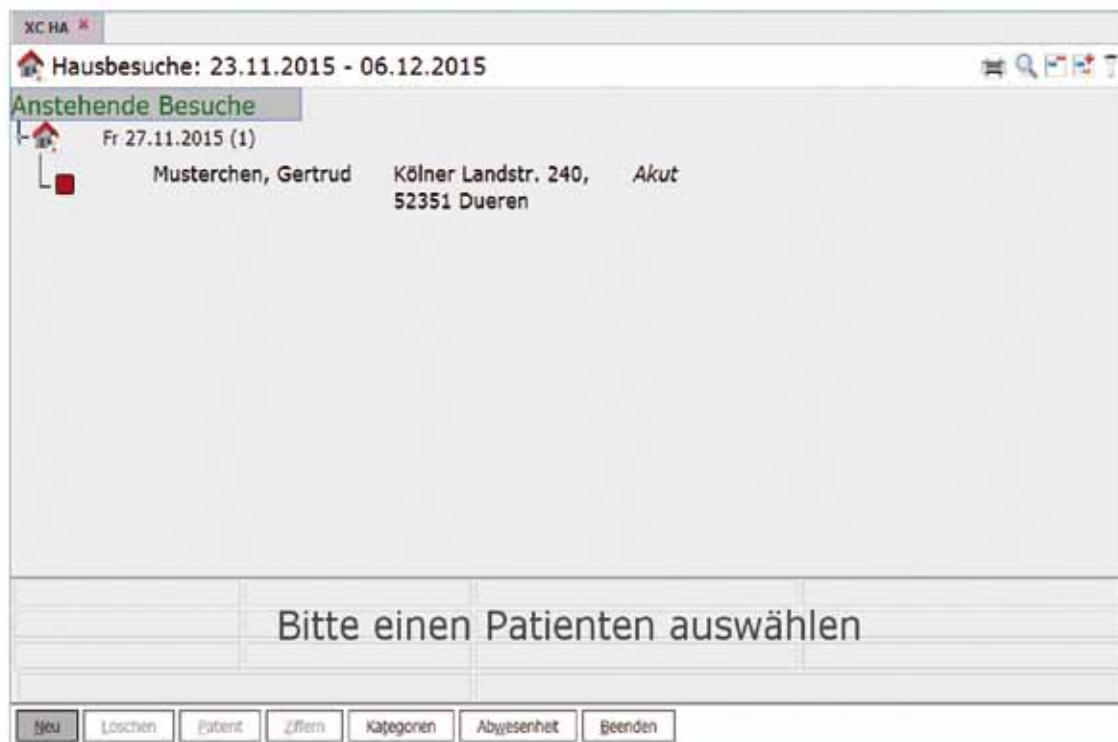 XC HA
Hausbesuche: 23.11.2015 - 06.12.2015
Anstehende Besuche
Fr 27.11.2015 (1)
Musterchen, Gertrud Kölner Landstr. 240, Akut
52351 Dueren
Bitte einen Patienten auswählen
Neu Löschen Patient Ziffern Kategorien Abwesenheit Beenden